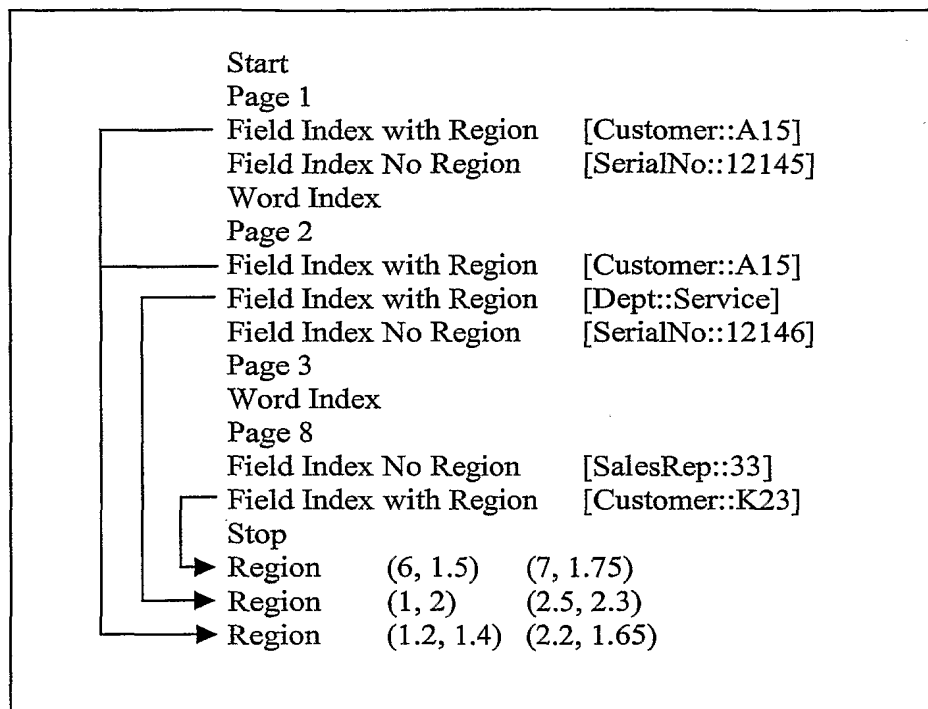 Start
Page 1
Field Index with Region [Customer::A15]
Field Index No Region [SerialNo::12145]
Word Index
Page 2
Field Index with Region [Customer::A15]
Field Index with Region [Dept::Service]
Field Index No Region [SerialNo::12146]
Page 3
Word Index
Page 8
Field Index No Region [SalesRep::33]
Field Index with Region [Customer::K23]
Stop
Region (6, 1.5) (7, 1.75)
Region (1, 2) (2.5, 2.3)
Region (1.2, 1.4) (2.2, 1.65)